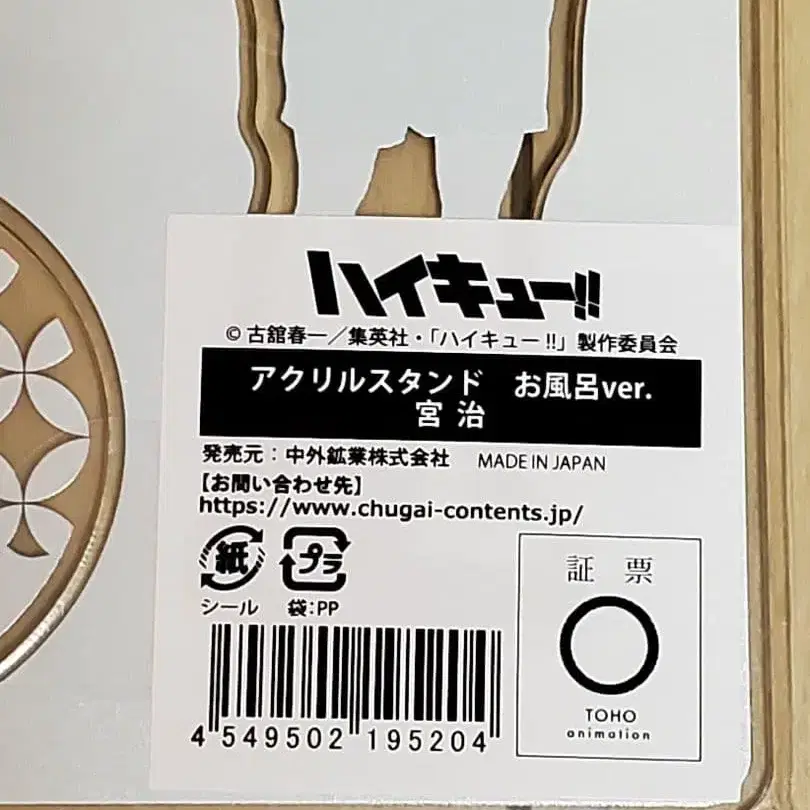 ハイキュー!!
© 古舘春一／集英社・「ハイキュー!!」製作委員会
アクリルスタンド　お風呂ver.
宮 治
発売元：中外鉱業株式会社　MADE IN JAPAN
【お問い合わせ先】
https://www.chugai-contents.jp/
紙 プラ
シール 袋:PP
証 票
TOHO
animation
4 549502 195204